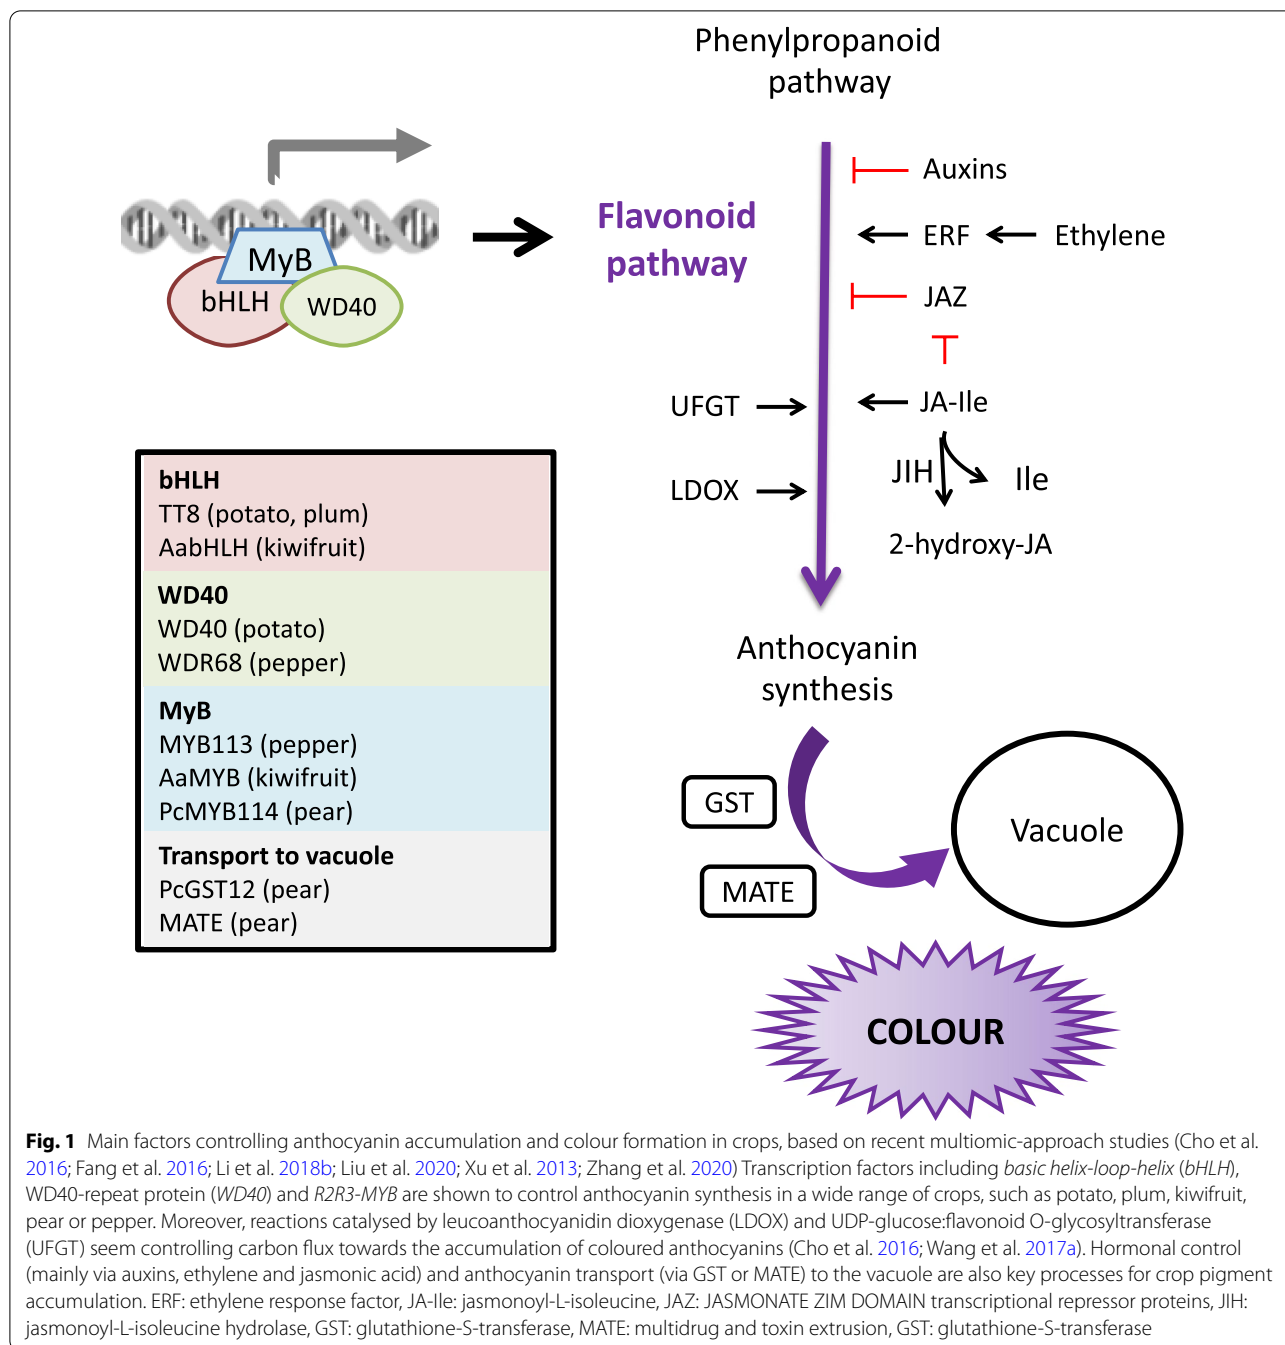 Phenylpropanoid
pathway
Auxins
Flavonoid
pathway
ERF
Ethylene
MyB
bHLH
WD40
JAZ
UFGT
JA-Ile
JIH
Ile
LDOX
2-hydroxy-JA
bHLH
TT8 (potato, plum)
AabHLH (kiwifruit)
WD40
WD40 (potato)
WDR68 (pepper)
MyB
MYB113 (pepper)
AaMYB (kiwifruit)
PcMYB114 (pear)
Transport to vacuole
PcGST12 (pear)
MATE (pear)
Anthocyanin
synthesis
GST
MATE
Vacuole
COLOUR
Fig. 1 Main factors controlling anthocyanin accumulation and colour formation in crops, based on recent multiomic-approach studies (Cho et al.
2016; Fang et al. 2016; Li et al. 2018b; Liu et al. 2020; Xu et al. 2013; Zhang et al. 2020) Transcription factors including basic helix-loop-helix (bHLH),
WD40-repeat protein (WD40) and R2R3-MYB are shown to control anthocyanin synthesis in a wide range of crops, such as potato, plum, kiwifruit,
pear or pepper. Moreover, reactions catalysed by leucoanthocyanidin dioxygenase (LDOX) and UDP-glucose:flavonoid O-glycosyltransferase
(UFGT) seem controlling carbon flux towards the accumulation of coloured anthocyanins (Cho et al. 2016; Wang et al. 2017a). Hormonal control
(mainly via auxins, ethylene and jasmonic acid) and anthocyanin transport (via GST or MATE) to the vacuole are also key processes for crop pigment
accumulation. ERF: ethylene response factor, JA-Ile: jasmonoyl-L-isoleucine, JAZ: JASMONATE ZIM DOMAIN transcriptional repressor proteins, JIH:
jasmonoyl-L-isoleucine hydrolase, GST: glutathione-S-transferase, MATE: multidrug and toxin extrusion, GST: glutathione-S-transferase